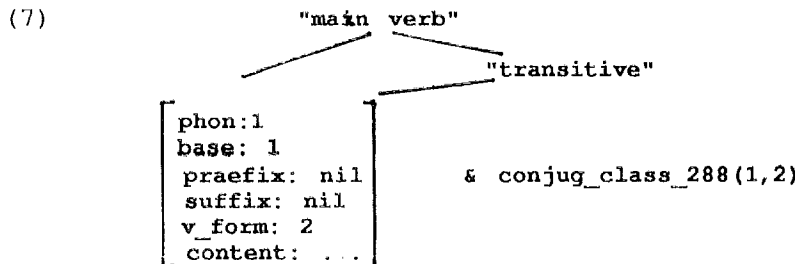 (7) "main verb"
"transitive"
phon:1
base: 1
praefix: nil & conjug_class_288(1,2)
suffix: nil
v_form: 2
content: ...